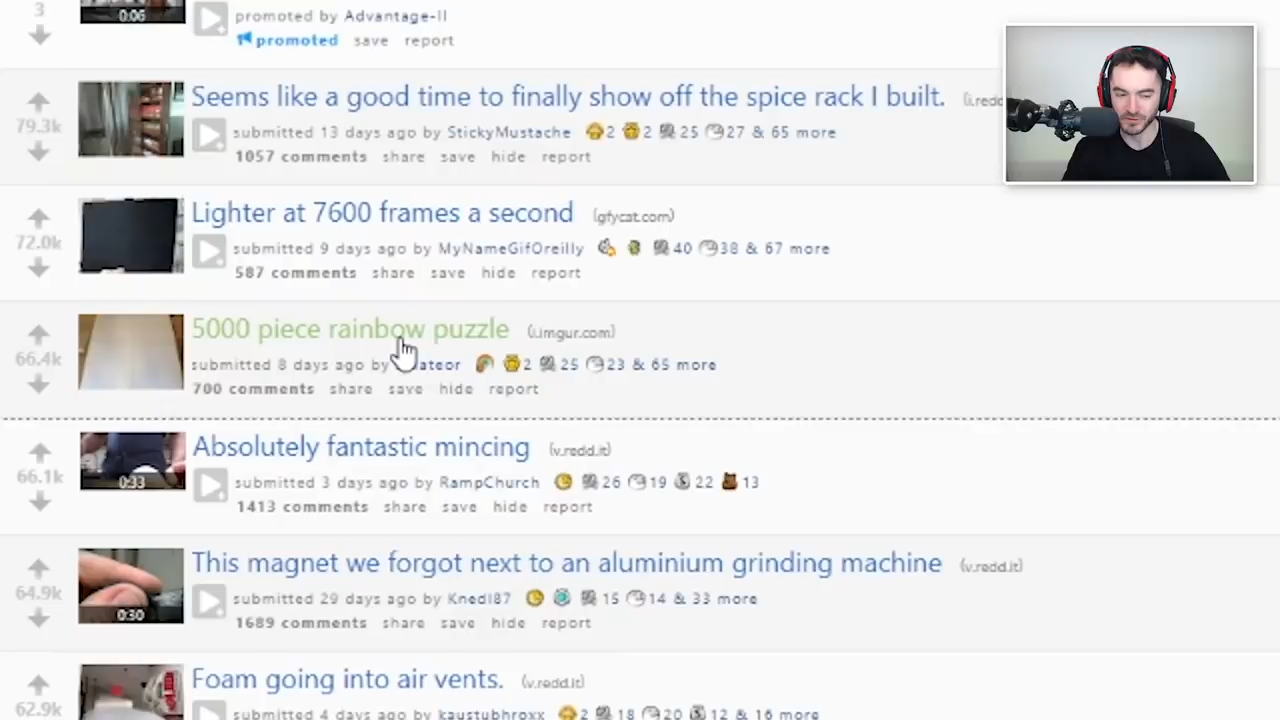 3
0:06
promoted by Advantage-II
promoted save report
Seems like a good time to finally show off the spice rack I built.
79.3k
submitted 13 days ago by StickyMustache 2 2 25 27 & 65 more
1057 comments share save hide report
Lighter at 7600 frames a second (gfycat.com)
72.0k
submitted 9 days ago by MyNameGifOreilly 40 38 & 67 more
587 comments share save hide report
5000 piece rainbow puzzle (i.imgur.com)
66.4k
submitted 8 days ago by 2 25 23 & 65 more
700 comments share save hide report
Absolutely fantastic mincing (v.redd.it)
66.1k
0:33
submitted 3 days ago by RampChurch 26 19 22 13
1413 comments share save hide report
This magnet we forgot next to an aluminium grinding machine (v.redd.it)
64.9k
0:30
submitted 29 days ago by Knedl87 15 14 & 33 more
1689 comments share save hide report
Foam going into air vents. (v.redd.it)
62.9k
submitted 4 days ago by kaustubhroxx 2 18 20 12 & 16 more